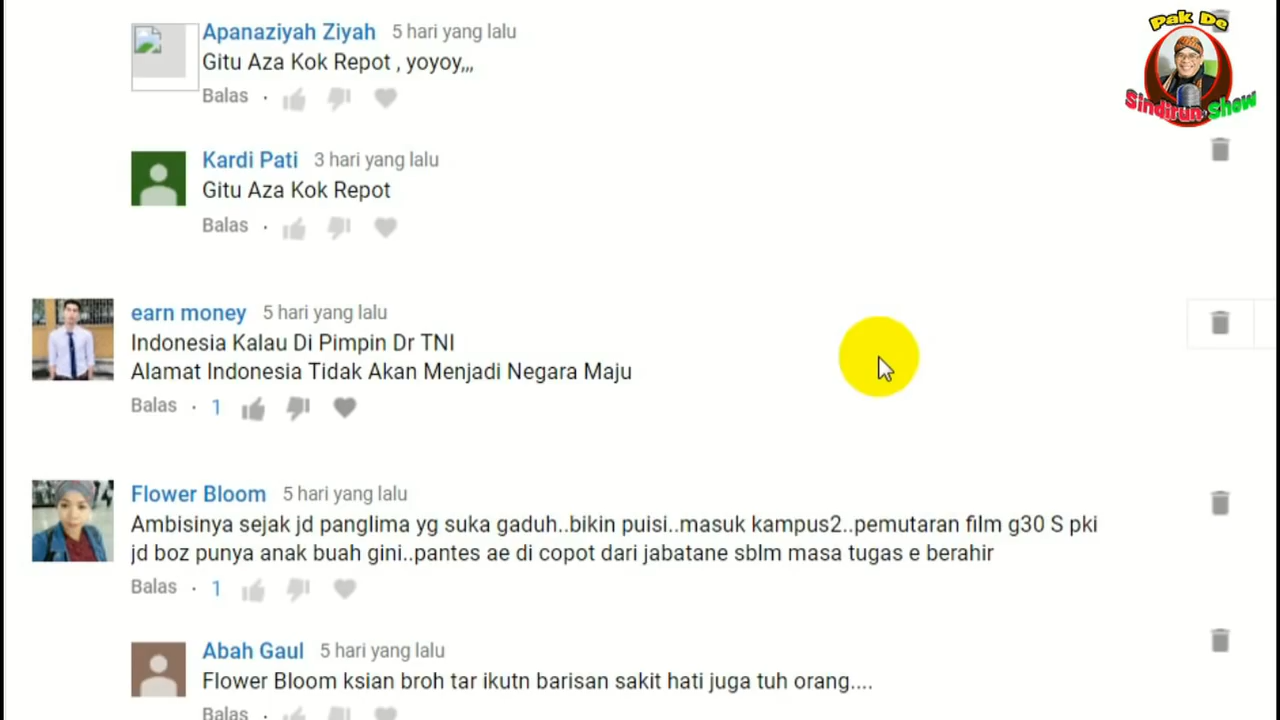 Pak De
Sindirun Show
Apanaziyah Ziyah 5 hari yang lalu
Gitu Aza Kok Repot , yoyoy,,,
Balas ·
Kardi Pati 3 hari yang lalu
Gitu Aza Kok Repot
Balas ·
earn money 5 hari yang lalu
Indonesia Kalau Di Pimpin Dr TNI
Alamat Indonesia Tidak Akan Menjadi Negara Maju
Balas · 1
Flower Bloom 5 hari yang lalu
Ambisinya sejak jd panglima yg suka gaduh..bikin puisi..masuk kampus2..pemutaran film g30 S pki
jd boz punya anak buah gini..pantes ae di copot dari jabatane sblm masa tugas e berahir
Balas · 1
Abah Gaul 5 hari yang lalu
Flower Bloom ksian broh tar ikutn barisan sakit hati juga tuh orang....
Balas ·